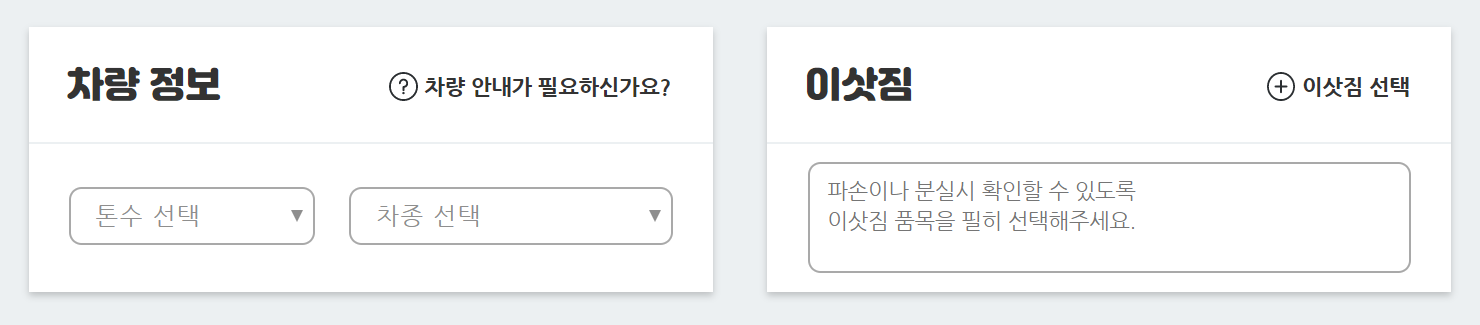 차량 정보
차량 안내가 필요하신가요?
톤수 선택
차종 선택
이삿짐
이삿짐 선택
파손이나 분실시 확인할 수 있도록
이삿짐 품목을 필히 선택해주세요.